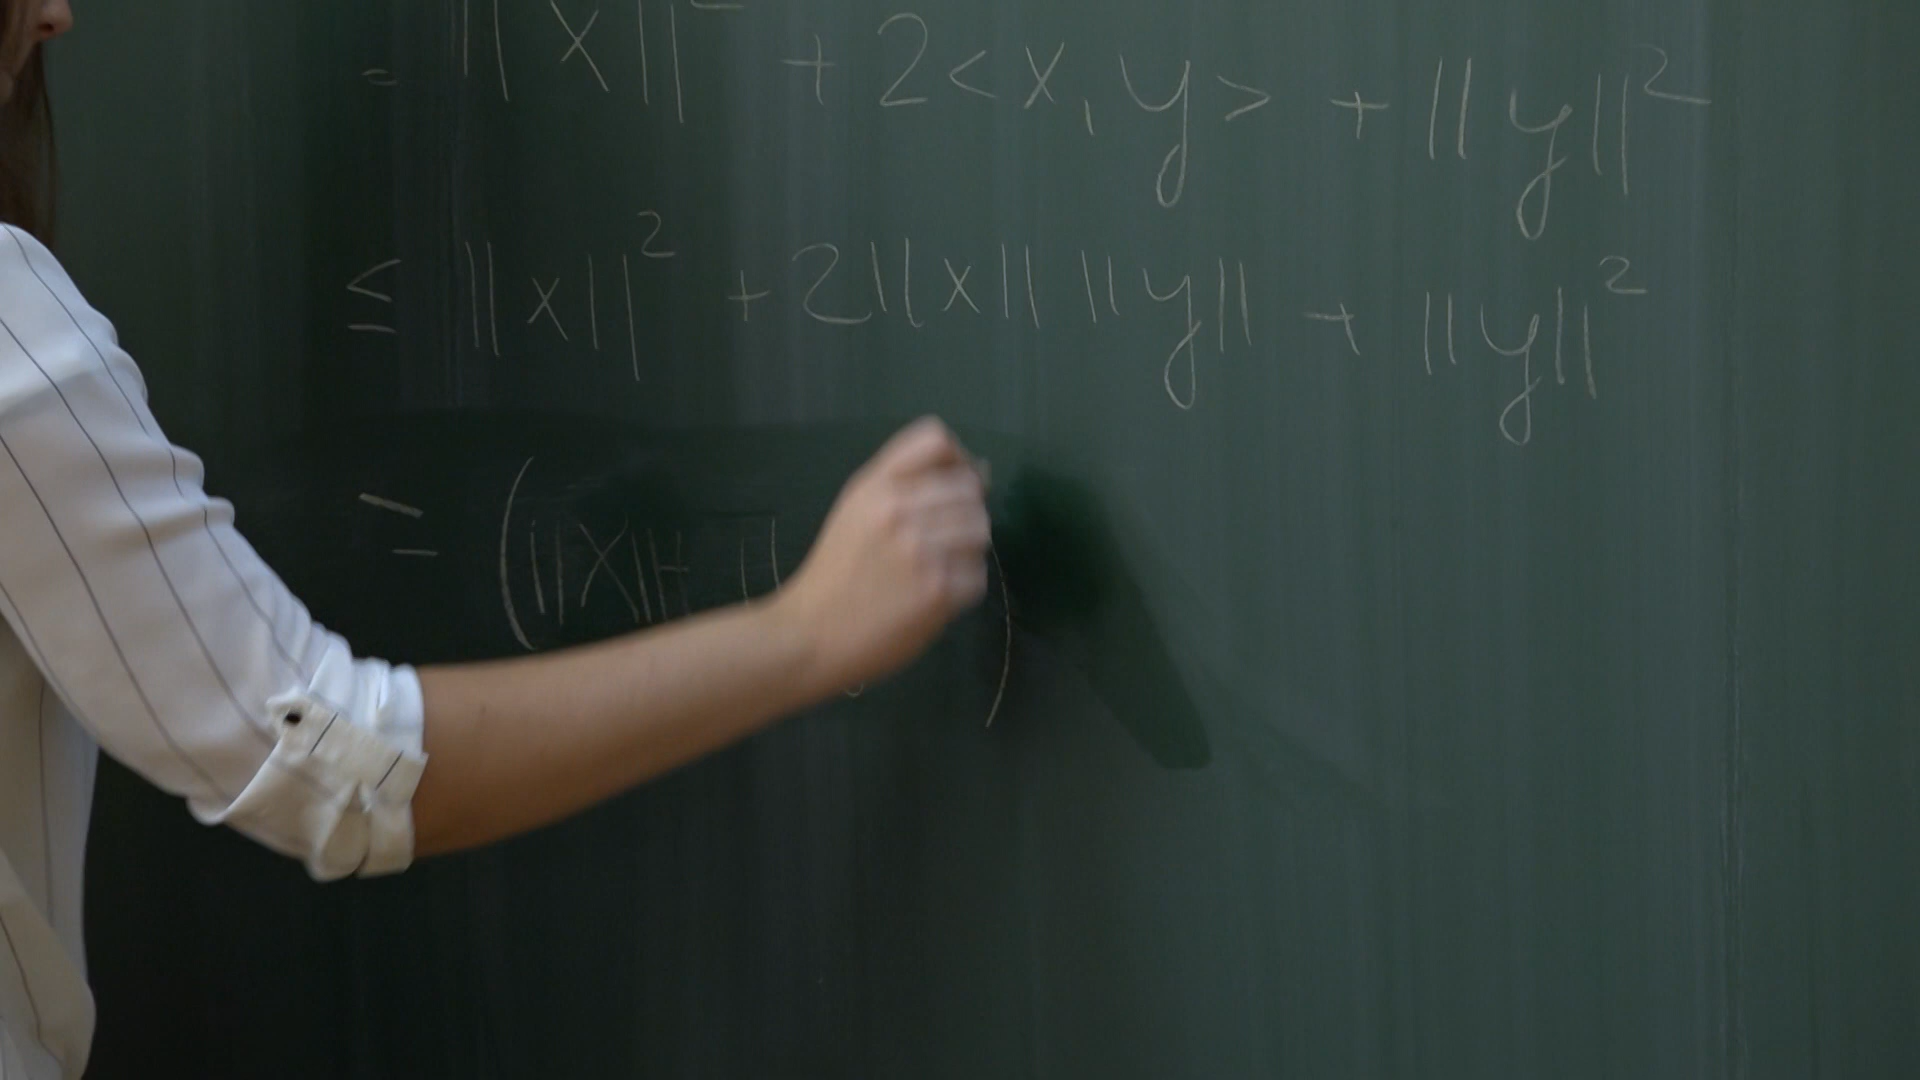 = ||x||² + 2<x, y> + ||y||²
≤ ||x||² + 2||x|| ||y|| + ||y||²
= (||x||+ || )